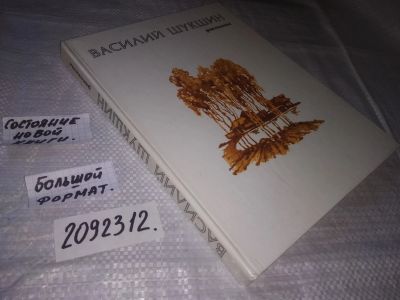 ВАСИЛИЙ ШУКШИН
ВАСИЛИЙ ШУКШИН
СОСТОЯНИЕ
НОВОЙ
КНИГИ.
БОЛЬШОЙ
ФОРМАТ.
2092312.